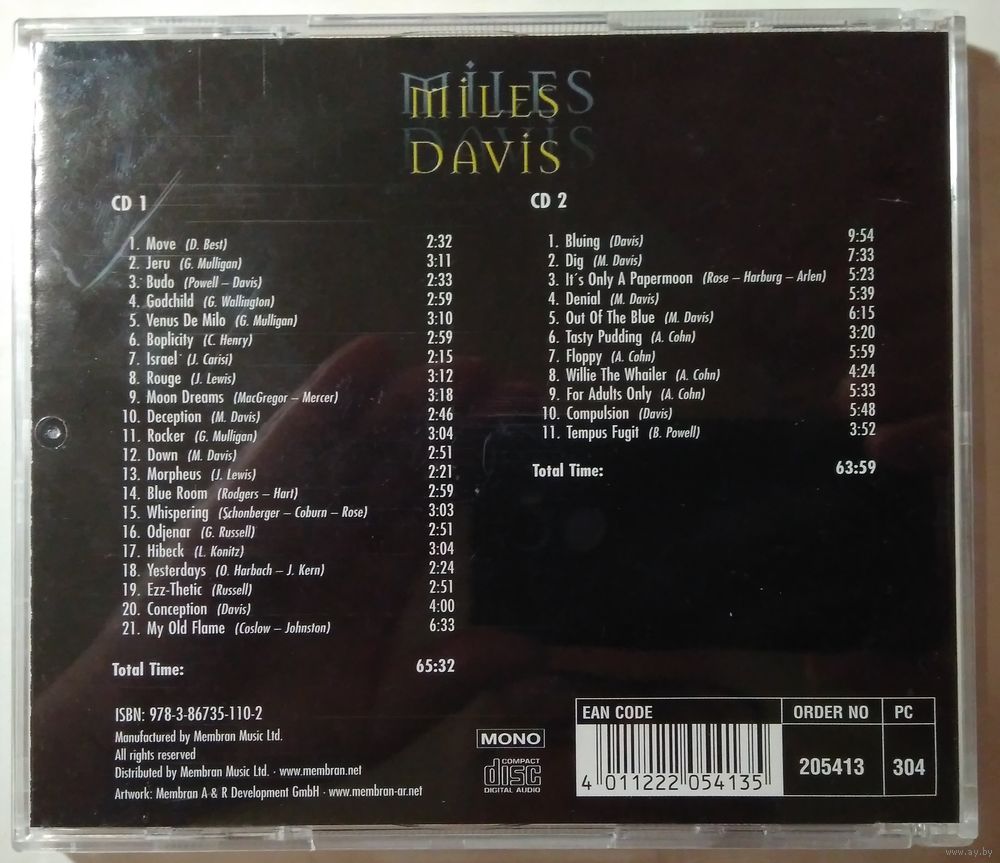 MILES
DAVIS
CD 1
1. Move (D. Best) 2:32
2. Jeru (G. Mulligan) 3:11
3. Budo (Powell – Davis) 2:33
4. Godchild (G. Wallington) 2:59
5. Venus De Milo (G. Mulligan) 3:10
6. Boplicity (C. Henry) 2:59
7. Israel (J. Carisi) 2:15
8. Rouge (J. Lewis) 3:12
9. Moon Dreams (MacGregor – Mercer) 3:18
10. Deception (M. Davis) 2:46
11. Rocker (G. Mulligan) 3:04
12. Down (M. Davis) 2:51
13. Morpheus (J. Lewis) 2:21
14. Blue Room (Rodgers – Hart) 2:59
15. Whispering (Schonberger – Coburn – Rose) 3:03
16. Odjenar (G. Russell) 2:51
17. Hibeck (L. Konitz) 3:04
18. Yesterdays (O. Harbach – J. Kern) 2:24
19. Ezz-Thetic (Russell) 2:51
20. Conception (Davis) 4:00
21. My Old Flame (Coslow – Johnston) 6:33
Total Time: 65:32
CD 2
1. Bluing (Davis) 9:54
2. Dig (M. Davis) 7:33
3. It´s Only A Papermoon (Rose – Harburg – Arlen) 5:23
4. Denial (M. Davis) 5:39
5. Out Of The Blue (M. Davis) 6:15
6. Tasty Pudding (A. Cohn) 3:20
7. Floppy (A. Cohn) 5:59
8. Willie The Whailer (A. Cohn) 4:24
9. For Adults Only (A. Cohn) 5:33
10. Compulsion (Davis) 5:48
11. Tempus Fugit (B. Powell) 3:52
Total Time: 63:59
ISBN: 978-3-86735-110-2
Manufactured by Membran Music Ltd.
All rights reserved
Distributed by Membran Music Ltd. · www.membran.net
Artwork: Membran A & R Development GmbH · www.membran-ar.net
MONO
COMPACT
disc
DIGITAL AUDIO
EAN CODE
4 011222 054135
ORDER NO
205413
PC
304
www.ay.by